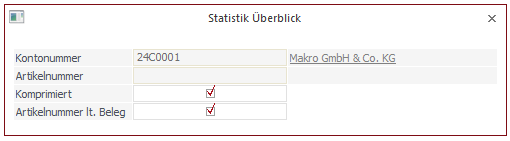 Statistik Überblick
Kontonummer 24C0001 Makro GmbH & Co. KG
Artikelnummer
Komprimiert
Artikelnummer lt. Beleg